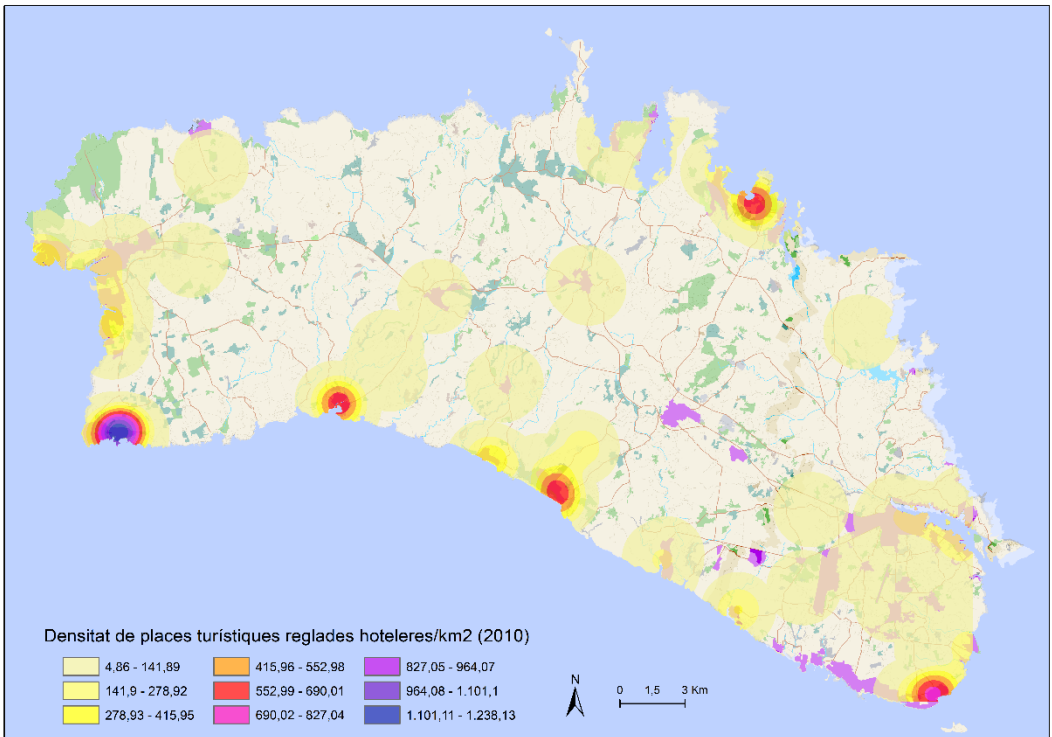 Densitat de places turístiques reglades hoteleres/km2 (2010)
4,86 - 141,89
141,9 - 278,92
278,93 - 415,95
415,96 - 552,98
552,99 - 690,01
690,02 - 827,04
827,05 - 964,07
964,08 - 1.101,1
1.101,11 - 1.238,13
N
0 1,5 3 Km